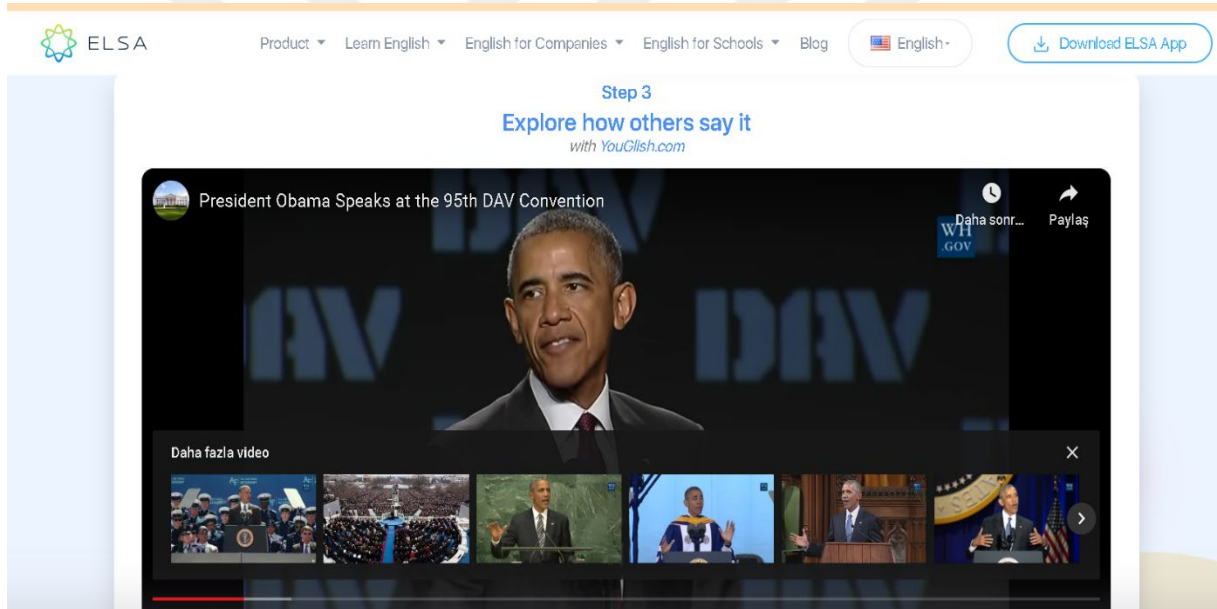 ELSA
Product Learn English English for Companies English for Schools Blog English Download ELSA App
Step 3
Explore how others say it
with YouGlish.com
President Obama Speaks at the 95th DAV Convention
Daha sonr... Paylaş
WH
.GOV
DAV DAV
Daha fazla video